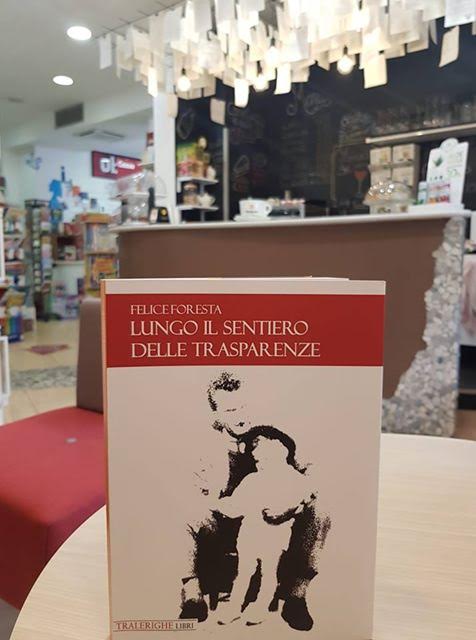 FELICE FORESTA
LUNGO IL SENTIERO
DELLE TRASPARENZE
TRALERIGHE LIBRI